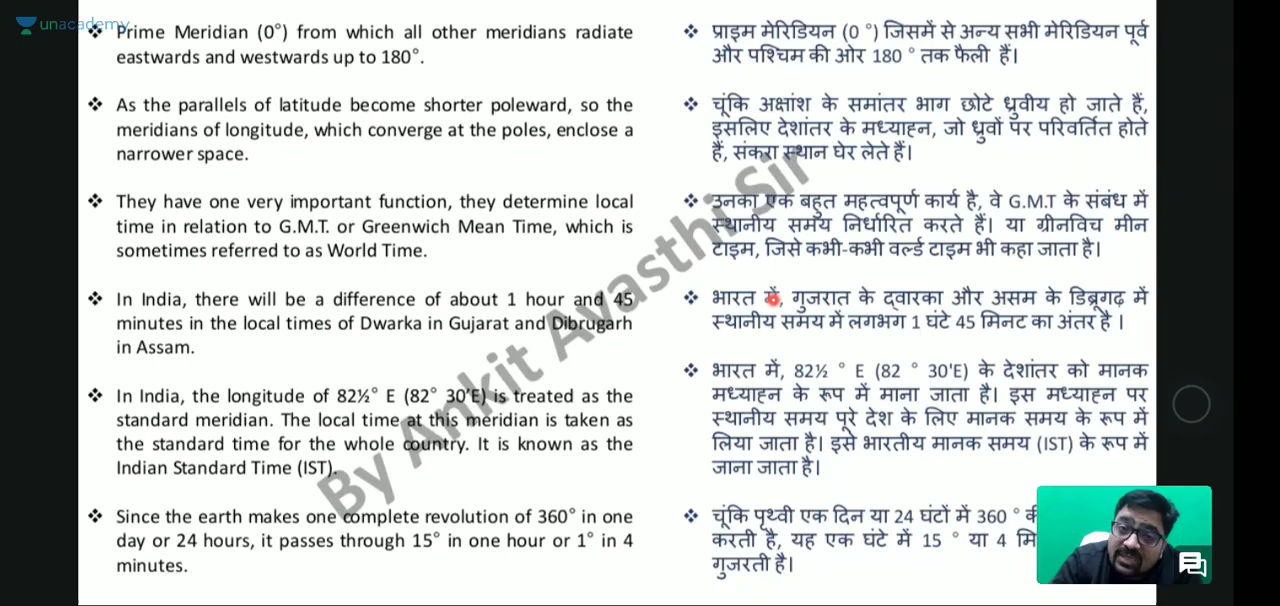 unacademy
❖ Prime Meridian (0°) from which all other meridians radiate
eastwards and westwards up to 180°.
❖ As the parallels of latitude become shorter poleward, so the
meridians of longitude, which converge at the poles, enclose a
narrower space.
❖ They have one very important function, they determine local
time in relation to G.M.T. or Greenwich Mean Time, which is
sometimes referred to as World Time.
❖ In India, there will be a difference of about 1 hour and 45
minutes in the local times of Dwarka in Gujarat and Dibrugarh
in Assam.
❖ In India, the longitude of 82½° E (82° 30'E) is treated as the
standard meridian. The local time at this meridian is taken as
the standard time for the whole country. It is known as the
Indian Standard Time (IST).
❖ Since the earth makes one complete revolution of 360° in one
day or 24 hours, it passes through 15° in one hour or 1° in 4
minutes.
❖ प्राइम मेरिडियन (0 °) जिसमें से अन्य सभी मेरिडियन पूर्व
और पश्चिम की ओर 180 ° तक फैली हैं।
❖ चूंकि अक्षांश के समांतर भाग छोटे ध्रुवीय हो जाते हैं,
इसलिए देशांतर के मध्याह्न, जो ध्रुवों पर परिवर्तित होते
हैं, संकरा स्थान घेर लेते हैं।
❖ उनका एक बहुत महत्वपूर्ण कार्य है, वे G.M.T के संबंध में
स्थानीय समय निर्धारित करते हैं। या ग्रीनविच मीन
टाइम, जिसे कभी-कभी वर्ल्ड टाइम भी कहा जाता है।
❖ भारत में, गुजरात के द्वारका और असम के डिब्रूगढ़ में
स्थानीय समय में लगभग 1 घंटे 45 मिनट का अंतर है ।
❖ भारत में, 82½ ° E (82 ° 30'E) के देशांतर को मानक
मध्याह्न के रूप में माना जाता है। इस मध्याह्न पर
स्थानीय समय पूरे देश के लिए मानक समय के रूप में
लिया जाता है। इसे भारतीय मानक समय (IST) के रूप में
जाना जाता है।
❖ चूंकि पृथ्वी एक दिन या 24 घंटों में 360 °
करती है, यह एक घंटे में 15 ° या 4
गुजरती है।
By Ankit Avasthi Sir